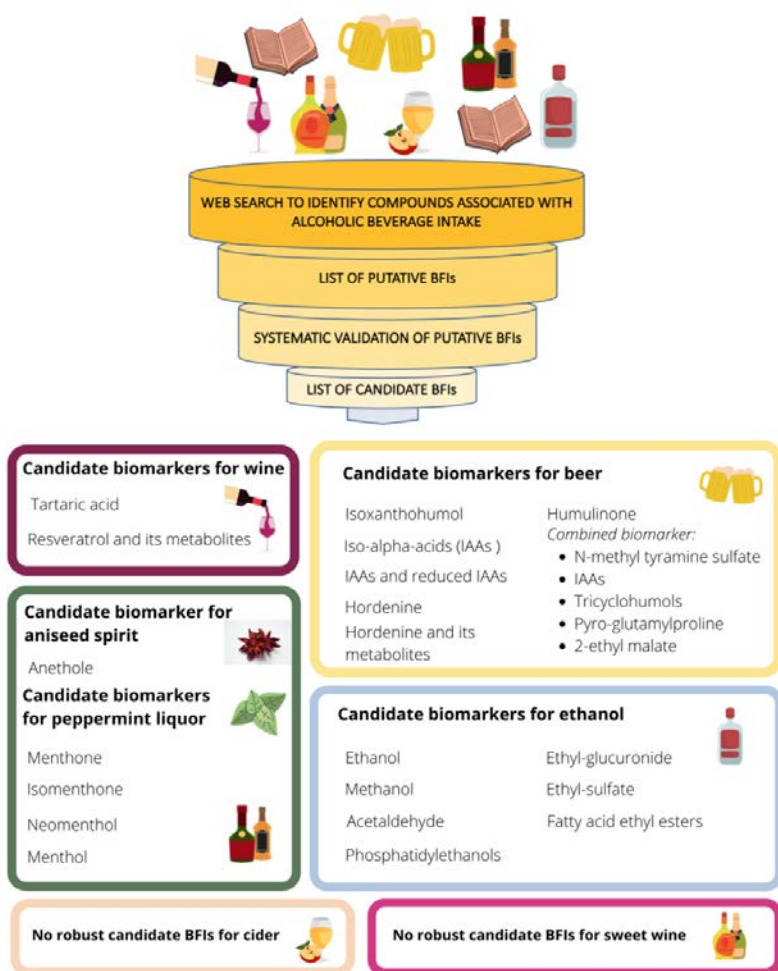 WEB SEARCH TO IDENTIFY COMPOUNDS ASSOCIATED WITH
ALCOHOLIC BEVERAGE INTAKE
LIST OF PUTATIVE BFIs
SYSTEMATIC VALIDATION OF PUTATIVE BFIs
LIST OF CANDIDATE BFIs
Candidate biomarkers for wine
Tartaric acid
Resveratrol and its metabolites
Candidate biomarker for
aniseed spirit
Anethole
Candidate biomarkers
for peppermint liquor
Menthone
Isomenthone
Neomenthol
Menthol
Candidate biomarkers for beer
Isoxanthohumol
Iso-alpha-acids (IAAs )
IAAs and reduced IAAs
Hordenine
Hordenine and its
metabolites
Humulinone
Combined biomarker:
• N-methyl tyramine sulfate
• IAAs
• Tricyclohumols
• Pyro-glutamylproline
• 2-ethyl malate
Candidate biomarkers for ethanol
Ethanol
Methanol
Acetaldehyde
Phosphatidylethanols
Ethyl-glucuronide
Ethyl-sulfate
Fatty acid ethyl esters
No robust candidate BFIs for cider
No robust candidate BFIs for sweet wine